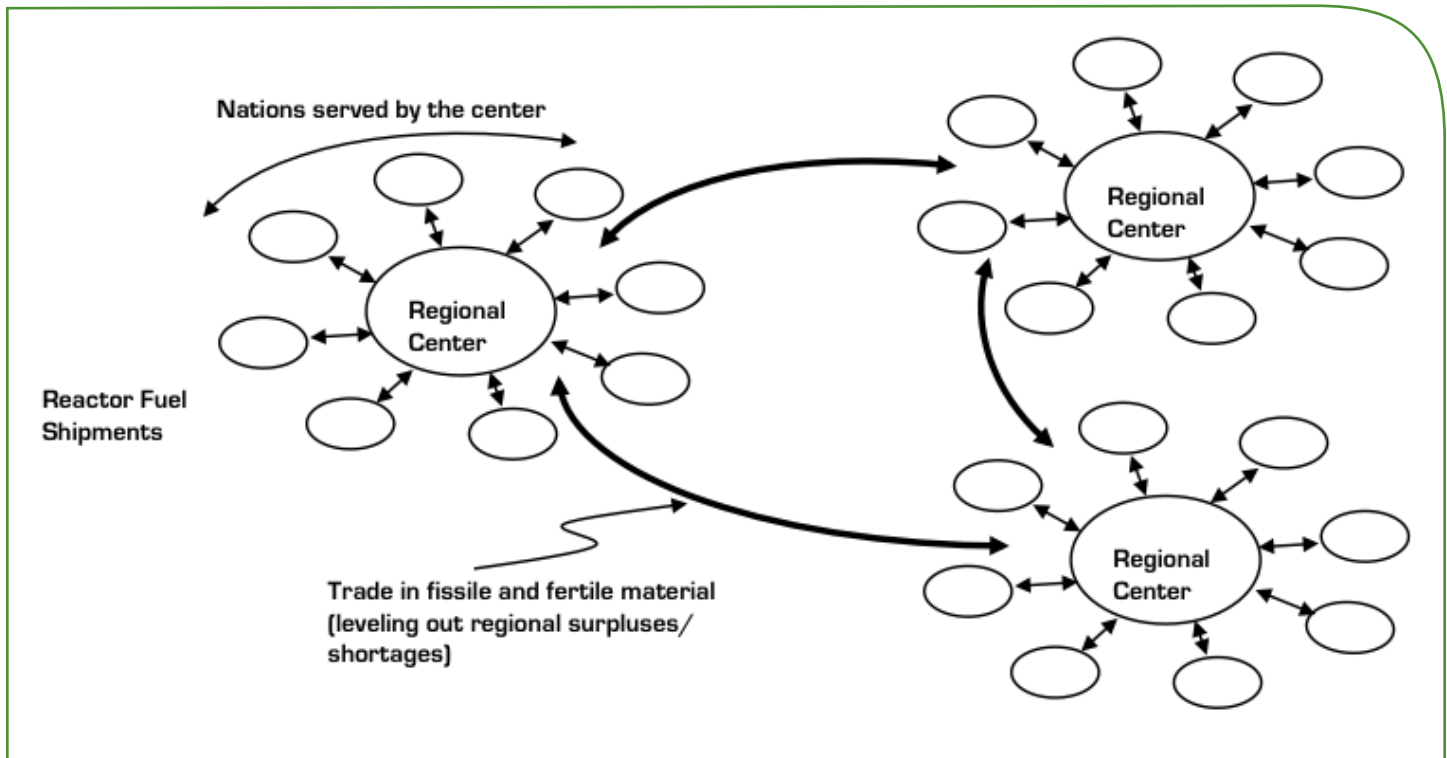 Nations served by the center
Regional
Center
Regional
Center
Reactor Fuel
Shipments
Regional
Center
Trade in fissile and fertile material
(leveling out regional surpluses/
shortages)